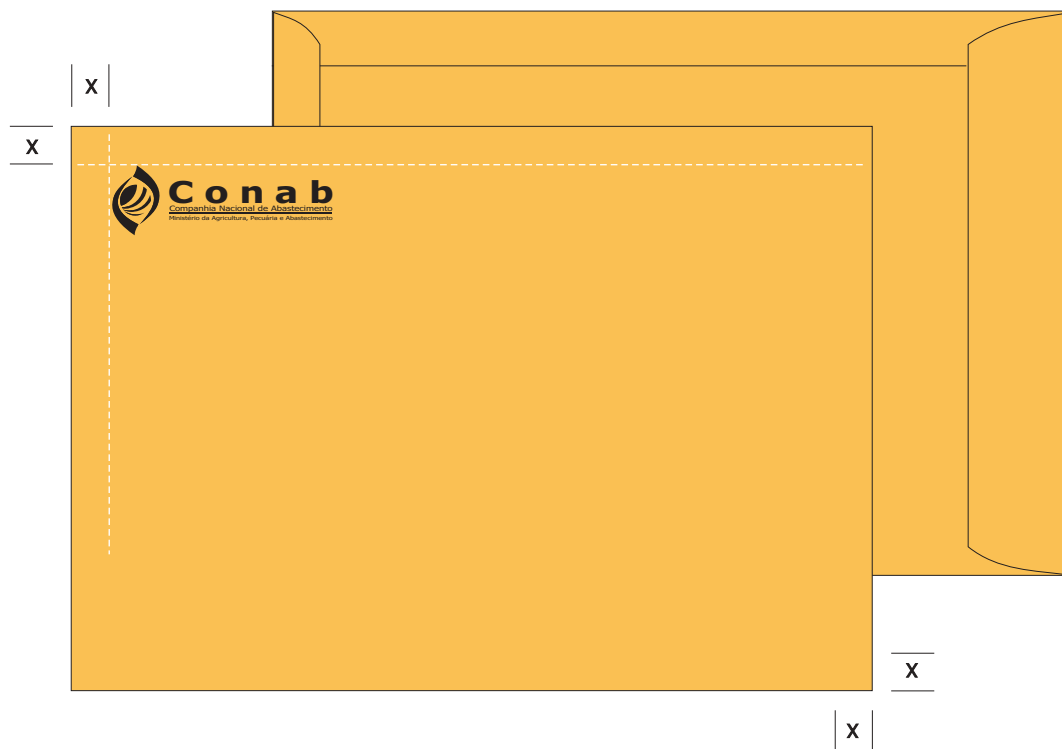 X
X
Conab
Companhia Nacional de Abastecimento
Ministério da Agricultura, Pecuária e Abastecimento
X
X